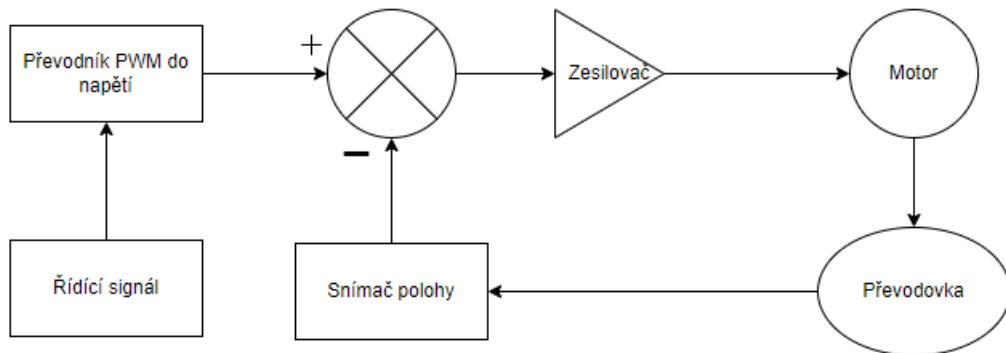 Převodník PWM do
napětí
+
Zesilovač
Motor
−
Řídící signál
Snímač polohy
Převodovka